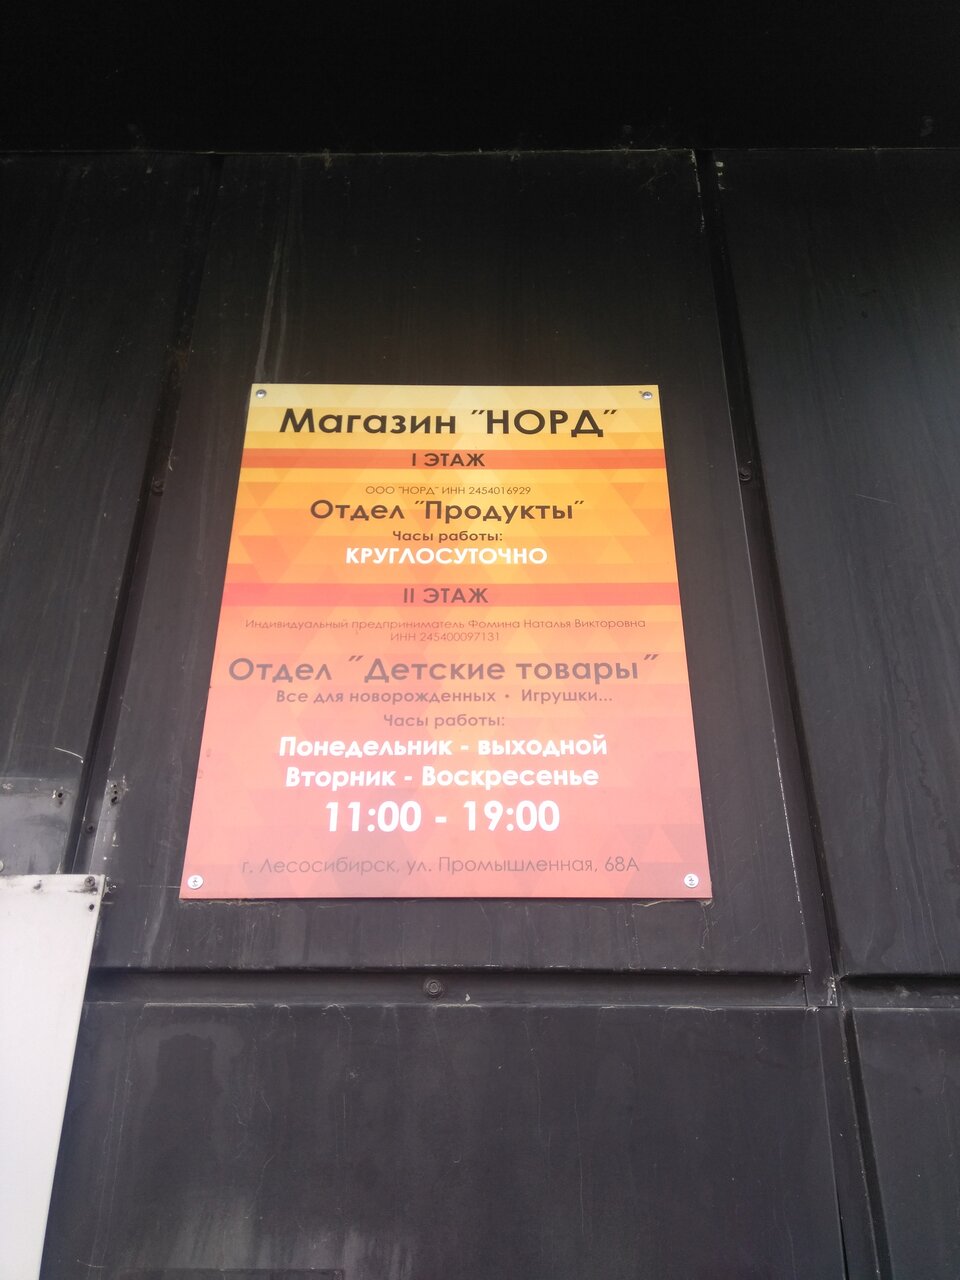 Магазин "НОРД"
I ЭТАЖ
ООО "НОРД" ИНН 2454016929
Отдел "Продукты"
Часы работы:
КРУГЛОСУТОЧНО
II ЭТАЖ
Индивидуальный предприниматель Фомина Наталья Викторовна
ИНН 245400097131
Отдел "Детские товары"
Все для новорожденных • Игрушки...
Часы работы:
Понедельник - выходной
Вторник - Воскресенье
11:00 - 19:00
г. Лесосибирск, ул. Промышленная, 68А